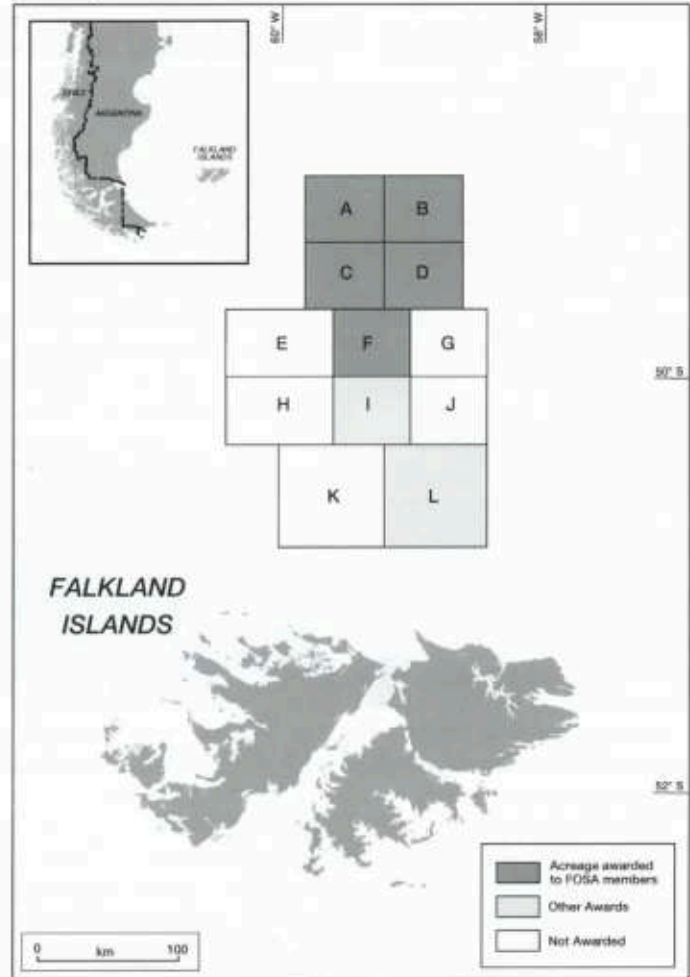 60° W
58° W
CHILE
ARGENTINA
FALKLAND
ISLANDS
A
B
C
D
E
F
G
50° S
H
I
J
K
L
FALKLAND
ISLANDS
52° S
Acreage awarded
to FOSA members
Other Awards
Not Awarded
0
km
100